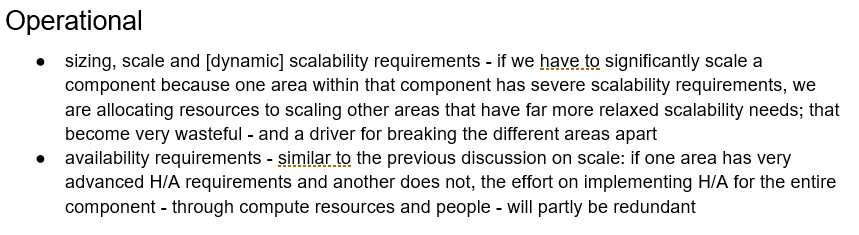 Operational
● sizing, scale and [dynamic] scalability requirements - if we have to significantly scale a
component because one area within that component has severe scalability requirements, we
are allocating resources to scaling other areas that have far more relaxed scalability needs; that
become very wasteful - and a driver for breaking the different areas apart
● availability requirements - similar to the previous discussion on scale: if one area has very
advanced H/A requirements and another does not, the effort on implementing H/A for the entire
component - through compute resources and people - will partly be redundant